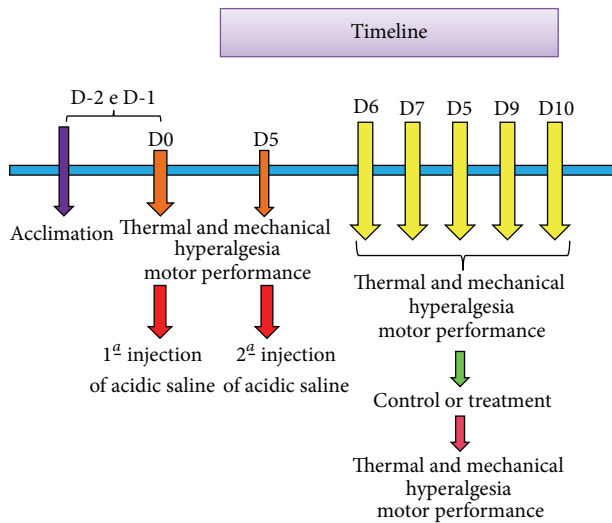 Timeline
D-2 e D-1
D0
D5
D6
D7
D5
D9
D10
Acclimation
Thermal and mechanical
hyperalgesia
motor performance
1ª injection
of acidic saline
2ª injection
of acidic saline
Thermal and mechanical
hyperalgesia
motor performance
Control or treatment
Thermal and mechanical
hyperalgesia
motor performance